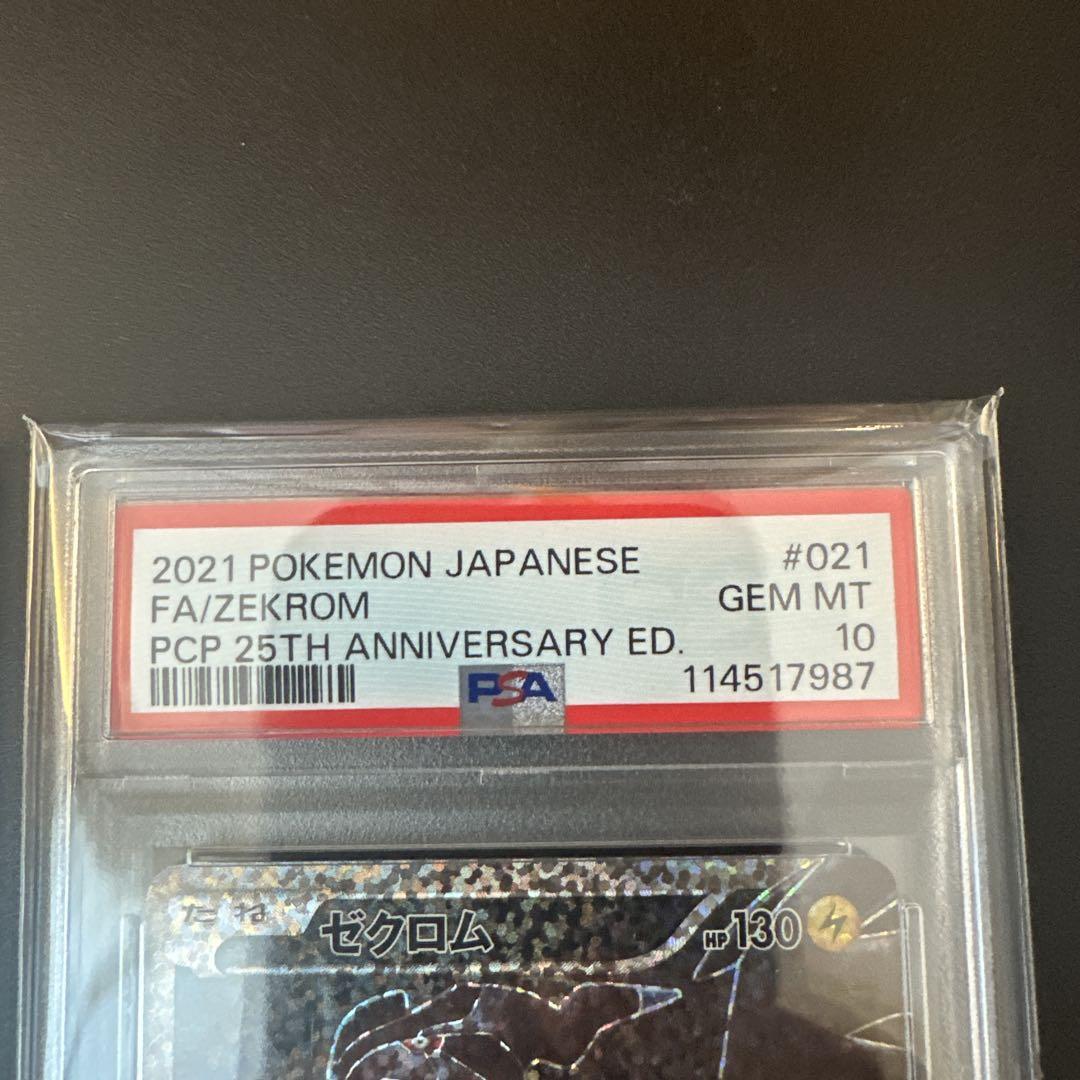 2021 POKEMON JAPANESE #021
FA/ZEKROM GEM MT
PCP 25TH ANNIVERSARY ED. 10
PSA 114517987
たね ゼクロム HP130